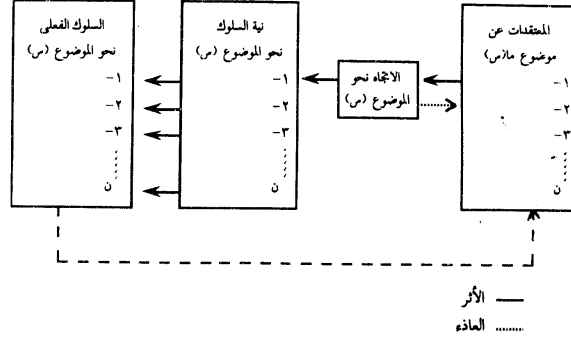 المعتقدات عن
موضوع ما(س)
١-
٢-
٣-
ن
الاتجاه نحو
الموضوع (س)
نية السلوك
نحو الموضوع (س)
١-
٢-
٣-
ن
السلوك الفعلى
نحو الموضوع (س)
١-
٢-
٣-
ن
الأثر
العاذء